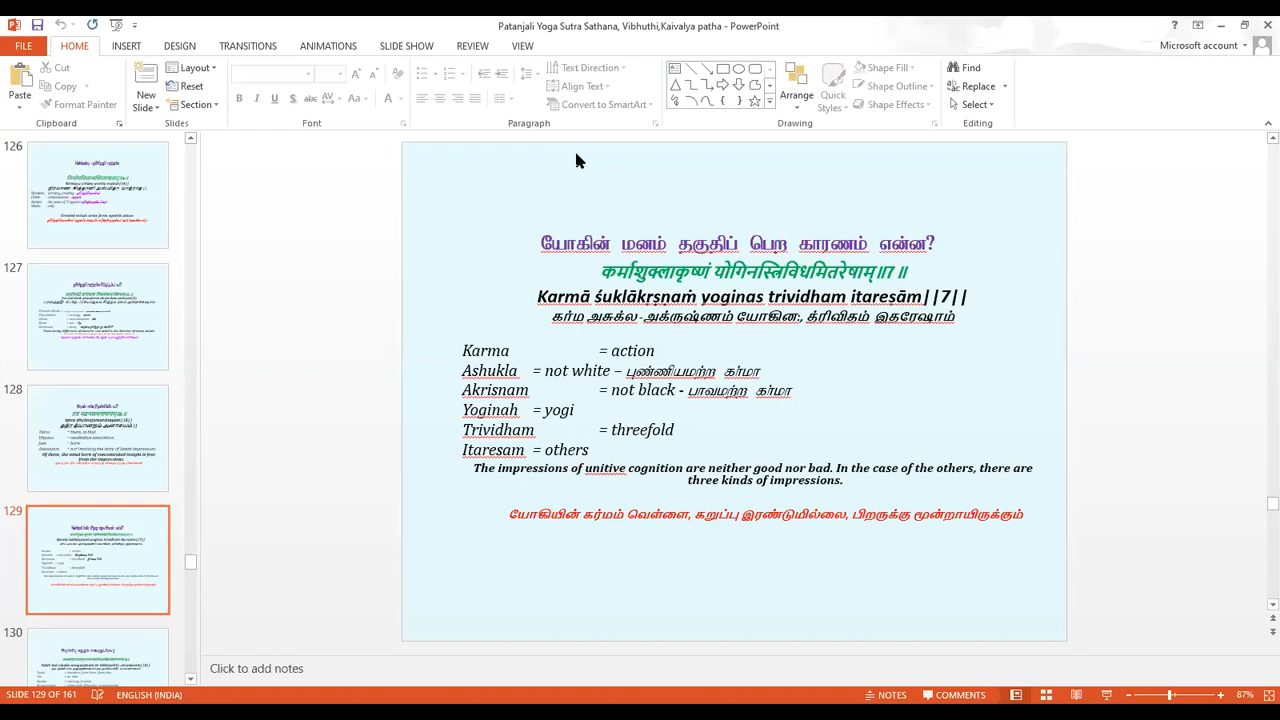 Patanjali Yoga Sutra Sathana, Vibhuthi,Kaivalya patha - PowerPoint
FILE HOME INSERT DESIGN TRANSITIONS ANIMATIONS SLIDE SHOW REVIEW VIEW Microsoft account
Cut Layout Text Direction Shape Fill Find
Copy Reset Align Text Shape Outline Replace
Paste Format Painter New Slide Section Convert to SmartArt Arrange Quick Styles Shape Effects Select
Clipboard Slides Font Paragraph Drawing Editing
126
127
128
129
130
யோகின் மனம் தகுதிப் பெற காரணம் என்ன?
कर्माशुक्लाकृष्णं योगिनस्त्रिविधमितरेषाम्॥7॥
Karmā śuklākṛṣṇaṁ yoginas trividham itareṣām||7||
கர்ம அசுக்ல -அக்ருஷ்ணம் யோகின:, த்ரிவிதம் இதரேஷாம்
Karma = action
Ashukla = not white – புண்ணியமற்ற கர்மா
Akrisnam = not black - பாவமற்ற கர்மா
Yoginah = yogi
Trividham = threefold
Itaresam = others
The impressions of unitive cognition are neither good nor bad. In the case of the others, there are
three kinds of impressions.
யோகியின் கர்மம் வெள்ளை, கறுப்பு இரண்டுமில்லை, பிறருக்கு மூன்றாயிருக்கும்
Click to add notes
SLIDE 129 OF 161 ENGLISH (INDIA) NOTES COMMENTS 87%